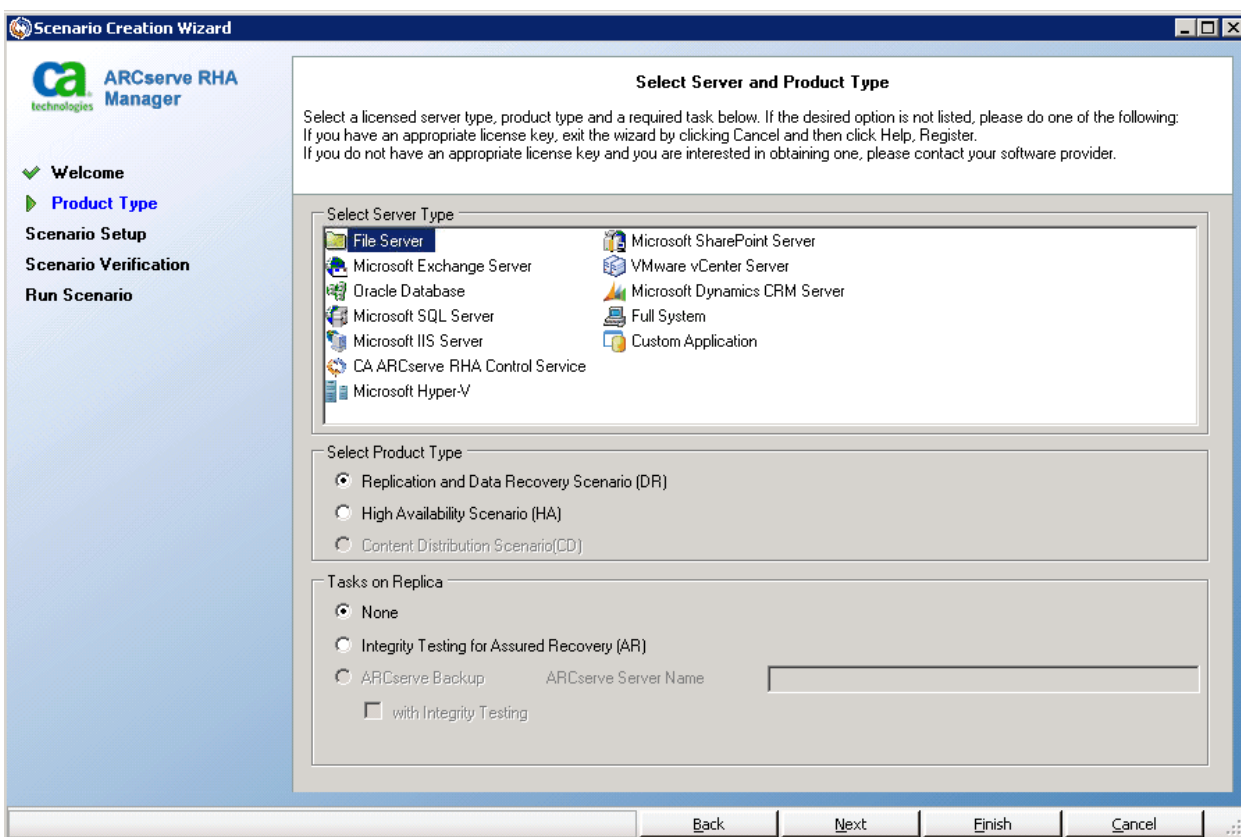 Scenario Creation Wizard
ca
technologies
ARCserve RHA
Manager
Welcome
Product Type
Scenario Setup
Scenario Verification
Run Scenario
Select Server and Product Type
Select a licensed server type, product type and a required task below. If the desired option is not listed, please do one of the following:
If you have an appropriate license key, exit the wizard by clicking Cancel and then click Help, Register.
If you do not have an appropriate license key and you are interested in obtaining one, please contact your software provider.
Select Server Type
File Server
Microsoft Exchange Server
Oracle Database
Microsoft SQL Server
Microsoft IIS Server
CA ARCserve RHA Control Service
Microsoft Hyper-V
Microsoft SharePoint Server
VMware vCenter Server
Microsoft Dynamics CRM Server
Full System
Custom Application
Select Product Type
Replication and Data Recovery Scenario (DR)
High Availability Scenario (HA)
Content Distribution Scenario(CD)
Tasks on Replica
None
Integrity Testing for Assured Recovery (AR)
ARCserve Backup ARCserve Server Name
with Integrity Testing
Back Next Finish Cancel